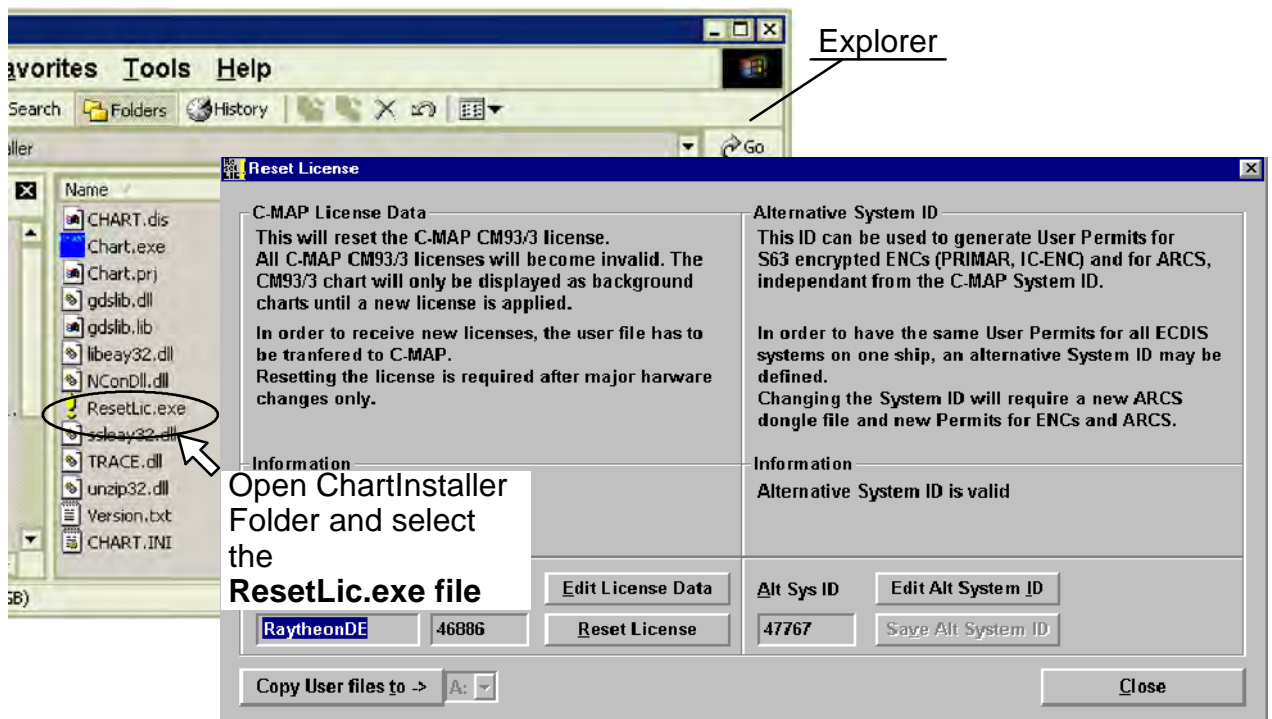 Explorer
avorites Tools Help
Search Folders History
aller
Go
Name
CHART.dis
Chart.exe
Chart.prj
gdslib.dll
gdslib.lib
libeay32.dll
NConDll.dll
ResetLic.exe
ssleay32.dll
TRACE.dll
unzip32.dll
Version.txt
CHART.INI
GB)
Open ChartInstaller
Folder and select
the
ResetLic.exe file
Reset License
C-MAP License Data
This will reset the C-MAP CM93/3 license.
All C-MAP CM93/3 licenses will become invalid. The
CM93/3 chart will only be displayed as background
charts until a new license is applied.
In order to receive new licenses, the user file has to
be tranfered to C-MAP.
Resetting the license is required after major harware
changes only.
Information
Edit License Data
RaytheonDE 46886 Reset License
Alternative System ID
This ID can be used to generate User Permits for
S63 encrypted ENCs (PRIMAR, IC-ENC) and for ARCS,
independant from the C-MAP System ID.
In order to have the same User Permits for all ECDIS
systems on one ship, an alternative System ID may be
defined.
Changing the System ID will require a new ARCS
dongle file and new Permits for ENCs and ARCS.
Information
Alternative System ID is valid
Alt Sys ID Edit Alt System ID
47767 Save Alt System ID
Copy User files to -> A:
Close